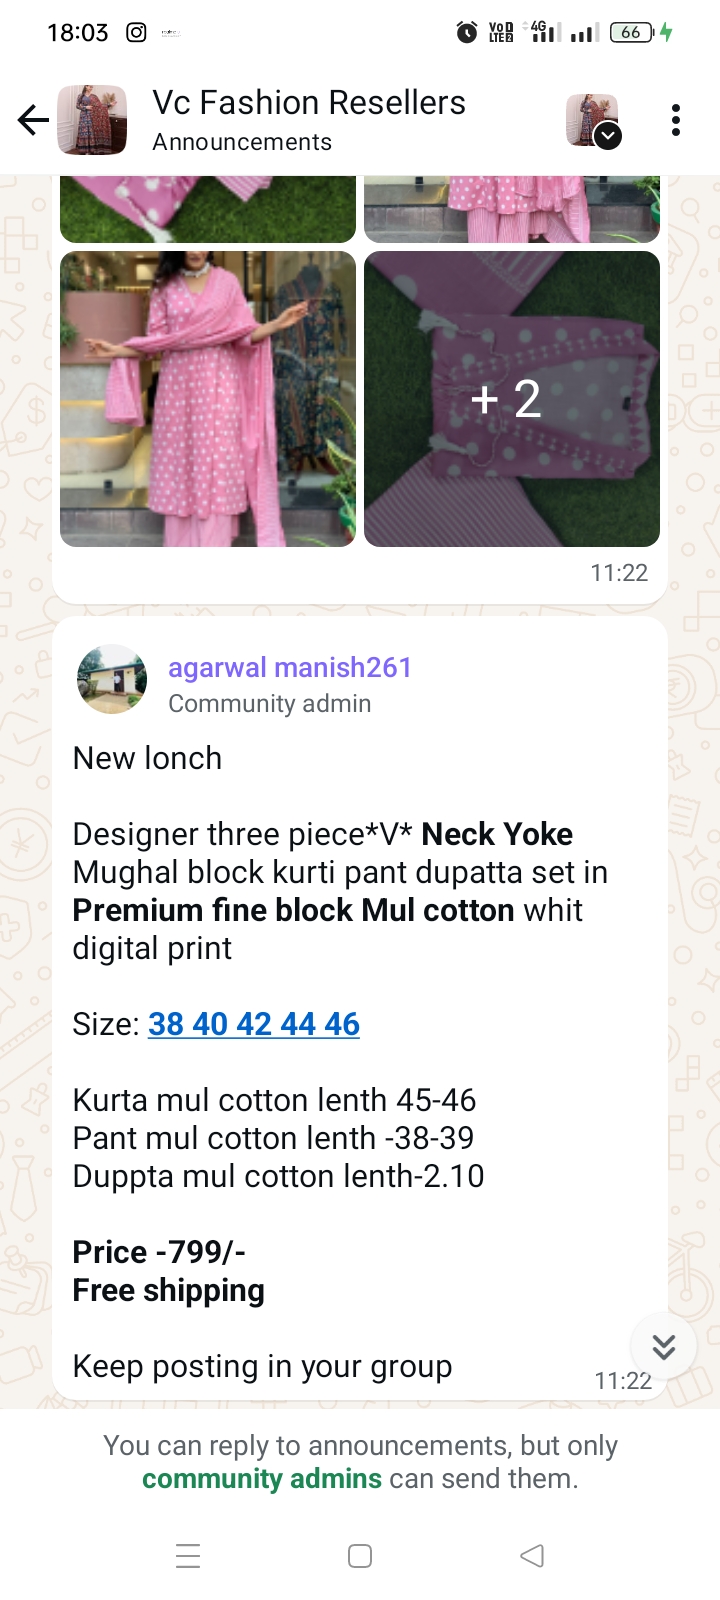 18:03
VoD
LTE2
4G
66
Vc Fashion Resellers
Announcements
+ 2
11:22
agarwal manish261
Community admin
New lonch
Designer three piece*V* Neck Yoke
Mughal block kurti pant dupatta set in
Premium fine block Mul cotton whit
digital print
Size: 38 40 42 44 46
Kurta mul cotton lenth 45-46
Pant mul cotton lenth -38-39
Duppta mul cotton lenth-2.10
Price -799/-
Free shipping
Keep posting in your group
11:22
You can reply to announcements, but only
community admins can send them.